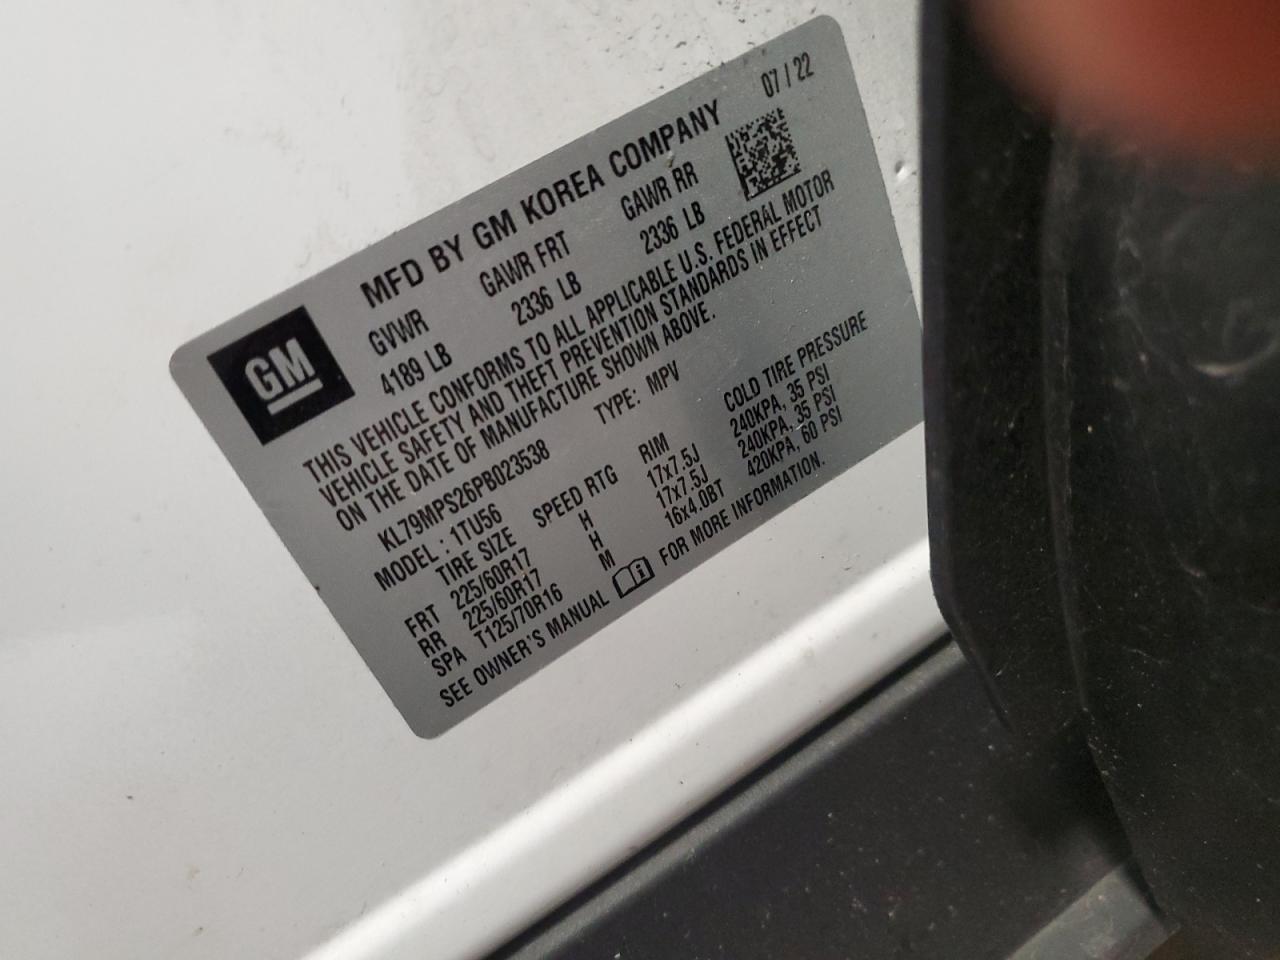 07 / 22
MFD BY GM KOREA COMPANY
GM
GVWR GAWR FRT GAWR RR
4189 LB 2336 LB 2336 LB
THIS VEHICLE CONFORMS TO ALL APPLICABLE U.S. FEDERAL MOTOR
VEHICLE SAFETY AND THEFT PREVENTION STANDARDS IN EFFECT
ON THE DATE OF MANUFACTURE SHOWN ABOVE.
KL79MPS26PB023538 TYPE: MPV
MODEL : 1TU56
TIRE SIZE SPEED RTG RIM COLD TIRE PRESSURE
FRT 225/60R17 H 17x7.5J 240KPA, 35 PSI
RR 225/60R17 H 17x7.5J 240KPA, 35 PSI
SPA T125/70R16 M 16x4.0BT 420KPA, 60 PSI
SEE OWNER'S MANUAL FOR MORE INFORMATION.